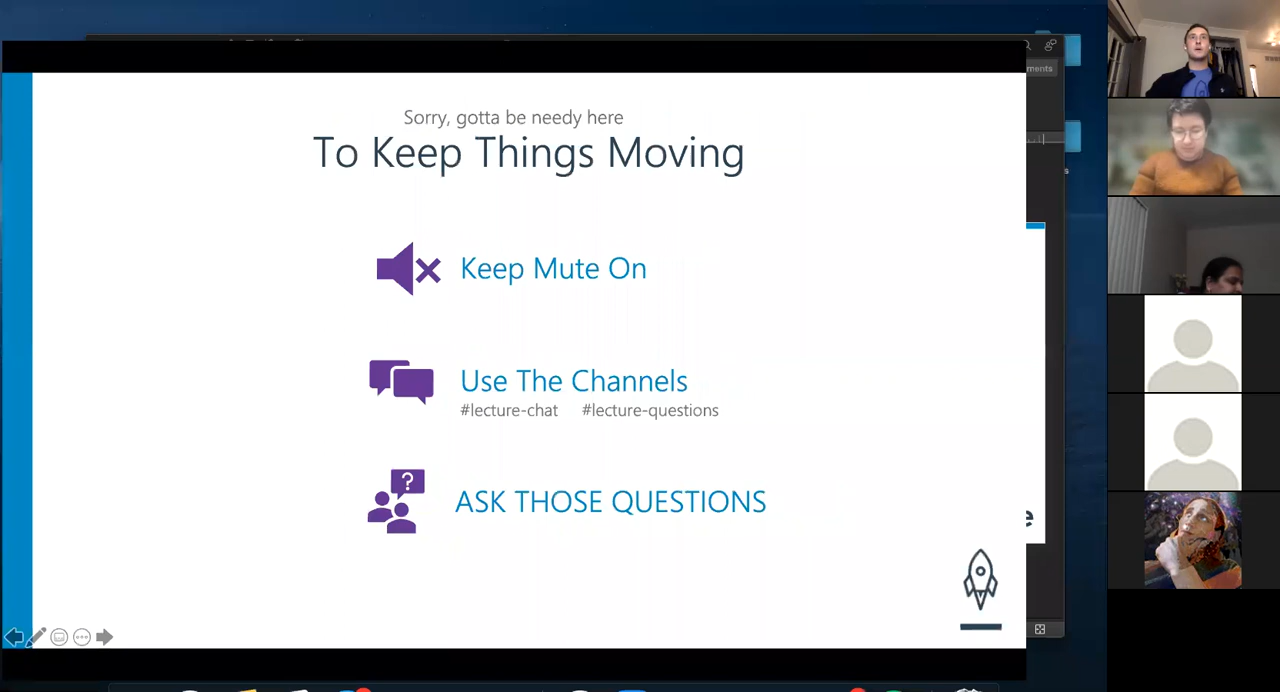 Sorry, gotta be needy here
To Keep Things Moving
Keep Mute On
Use The Channels
#lecture-chat #lecture-questions
?
ASK THOSE QUESTIONS
ments
s
e